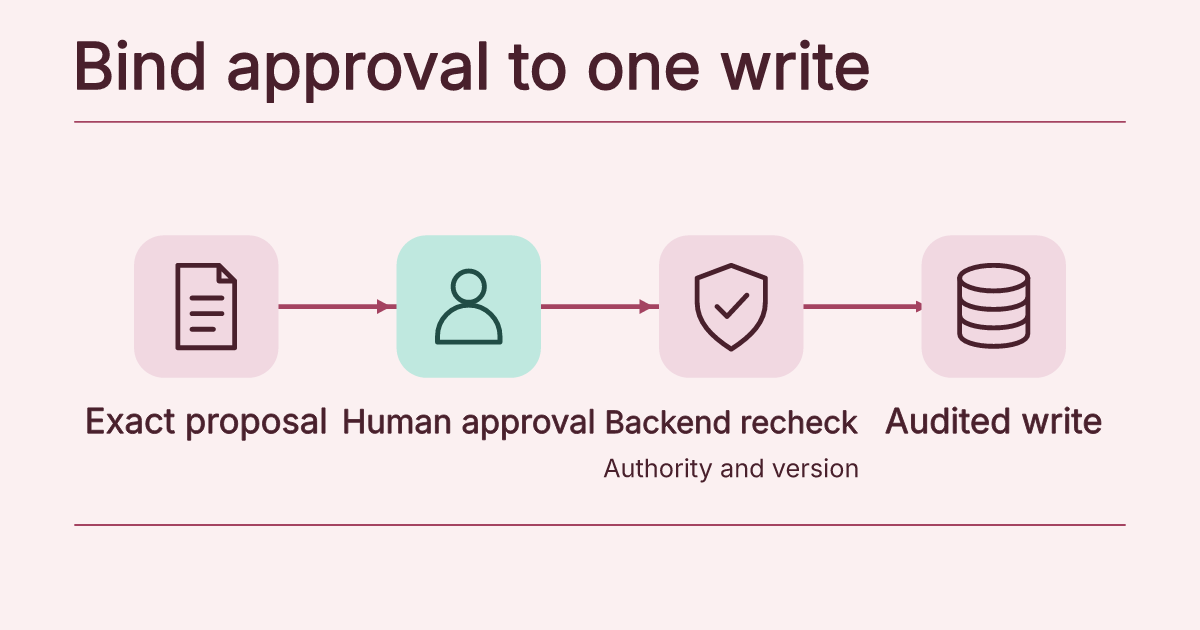 Bind approval to one write
Exact proposal
Human approval
Backend recheck
Authority and version
Audited write